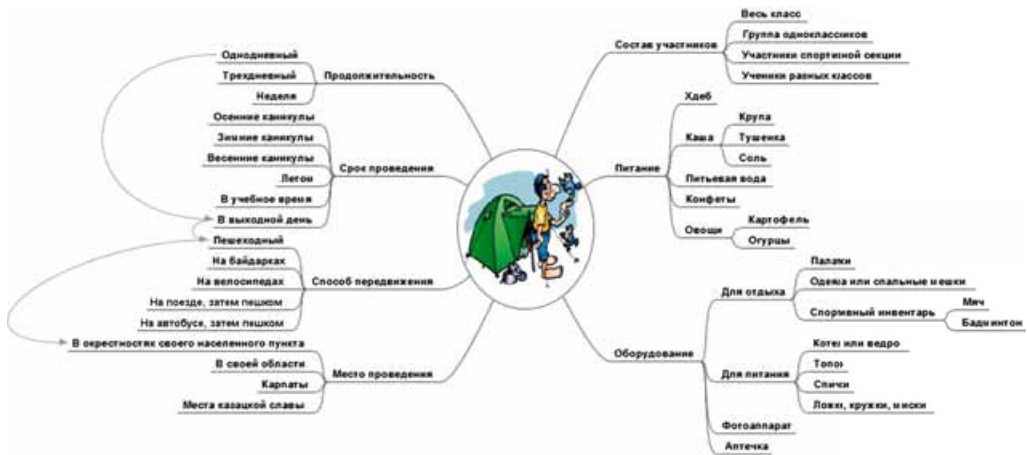 Однодневный
Трехдневный
Неделя
Продолжительность
Осенние каникулы
Зимние каникулы
Весенние каникулы
Летом
В учебное время
В выходной день
Срок проведения
Пешеходный
На байдарках
На велосипедах
На поезде, затем пешком
На автобусе, затем пешком
Способ передвижения
В окрестностях своего населенного пункта
В своей области
Карпаты
Места казацкой славы
Место проведения
Состав участников
Весь класс
Группа одноклассников
Участники спортивной секции
Ученики разных классов
Питание
Хлеб
Каша
Крупа
Тушенка
Соль
Питьевая вода
Конфеты
Овощи
Картофель
Огурцы
Оборудование
Для отдыха
Палатки
Одеяла или спальные мешки
Споривный инвентарь
Мяч
Бадминтон
Для питания
Котел или ведро
Топор
Спички
Ложки, кружки, миски
Фотоаппарат
Аптечка